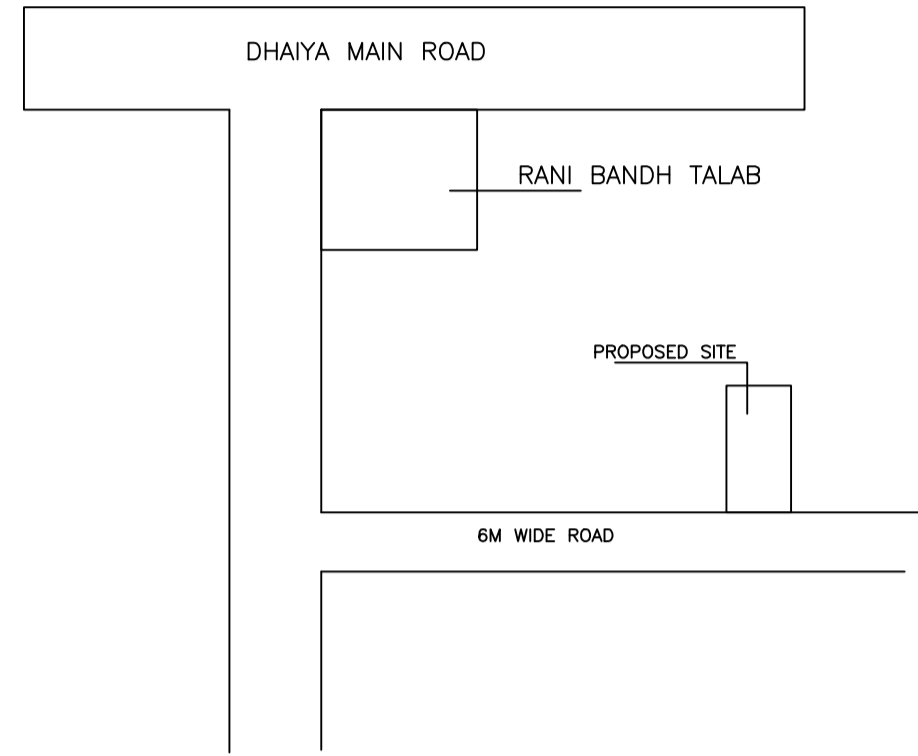 DHAIYA MAIN ROAD
RANI BANDH TALAB
PROPOSED SITE
6M WIDE ROAD